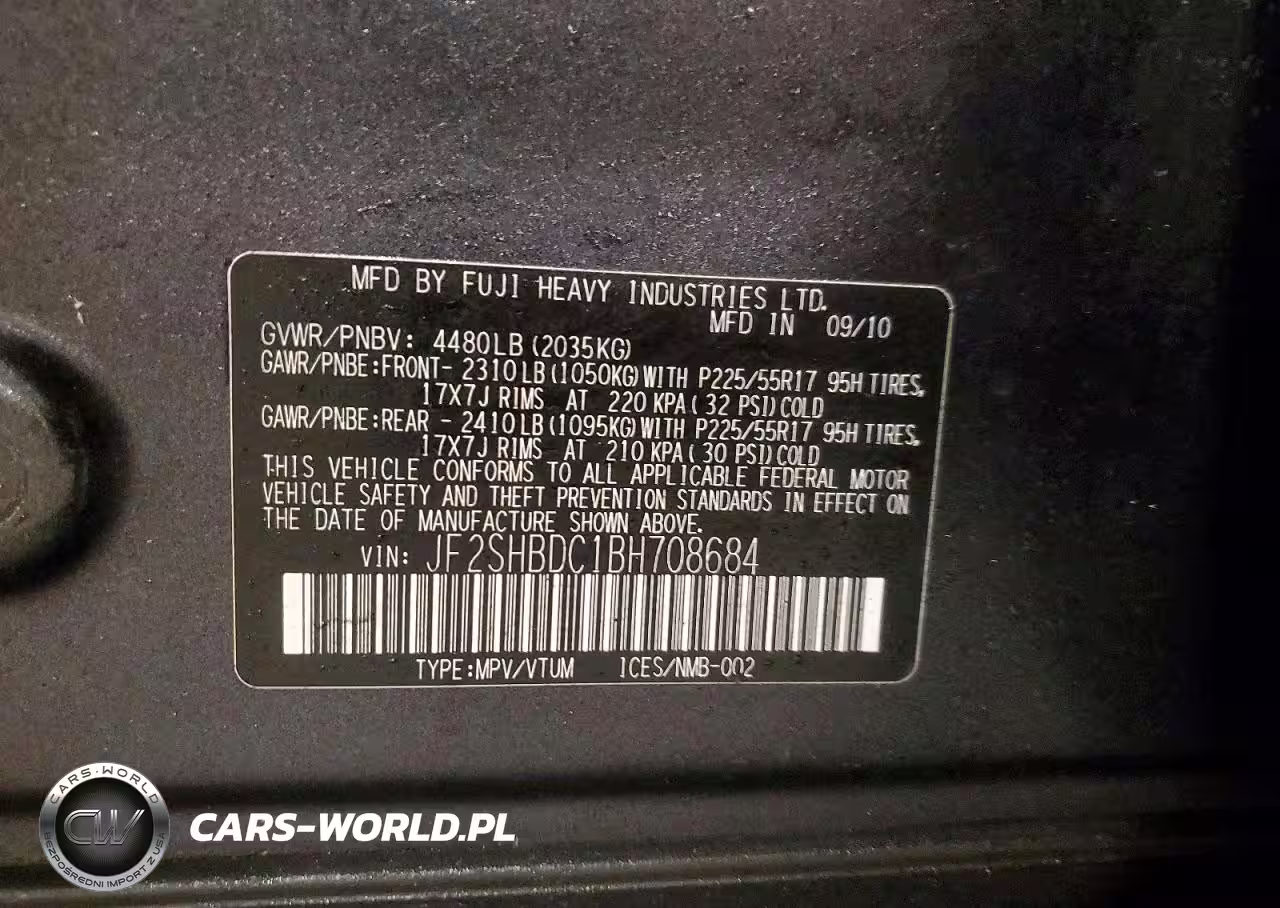 MFD BY FUJI HEAVY INDUSTRIES LTD.
MFD IN 09/10
GVWR/PNBV: 4480LB (2035KG)
GAWR/PNBE:FRONT- 2310LB(1050KG)WITH P225/55R17 95H TIRES,
17X7J RIMS AT 220 KPA( 32 PSI)COLD
GAWR/PNBE:REAR - 2410LB(1095KG)WITH P225/55R17 95H TIRES,
17X7J RIMS AT 210 KPA( 30 PSI)COLD
THIS VEHICLE CONFORMS TO ALL APPLICABLE FEDERAL MOTOR
VEHICLE SAFETY AND THEFT PREVENTION STANDARDS IN EFFECT ON
THE DATE OF MANUFACTURE SHOWN ABOVE.
VIN: JF2SHBDC1BH708684
TYPE:MPV/VTUM ICES/NMB-002
CARS-WORLD
CW
BEZPOŚREDNI IMPORT Z USA
CARS-WORLD.PL